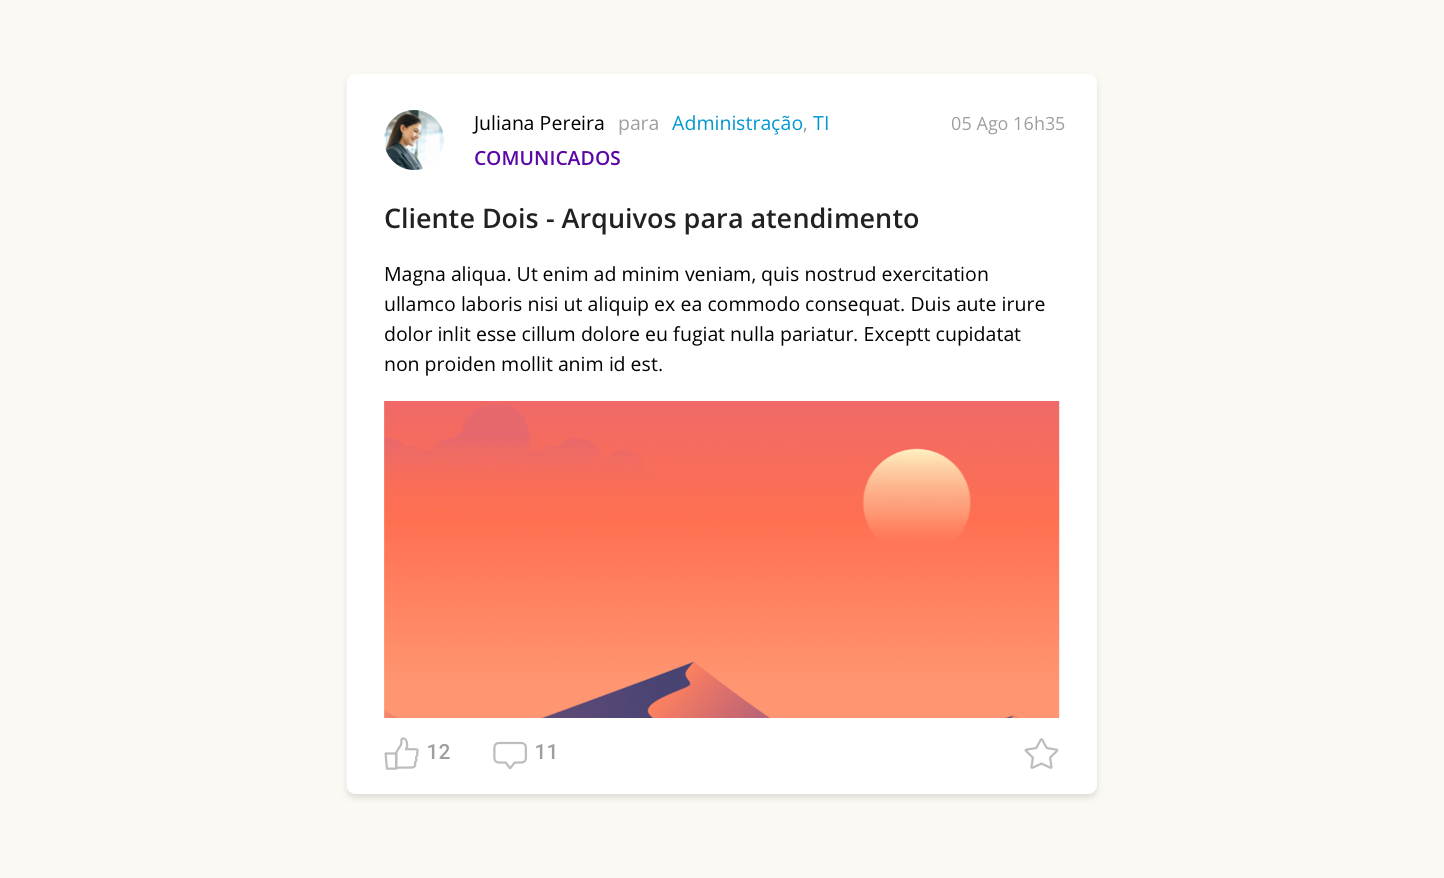 Juliana Pereira para Administração, TI 05 Ago 16h35
COMUNICADOS
Cliente Dois - Arquivos para atendimento
Magna aliqua. Ut enim ad minim veniam, quis nostrud exercitation
ullamco laboris nisi ut aliquip ex ea commodo consequat. Duis aute irure
dolor inlit esse cillum dolore eu fugiat nulla pariatur. Exceptt cupidatat
non proiden mollit anim id est.
12 11